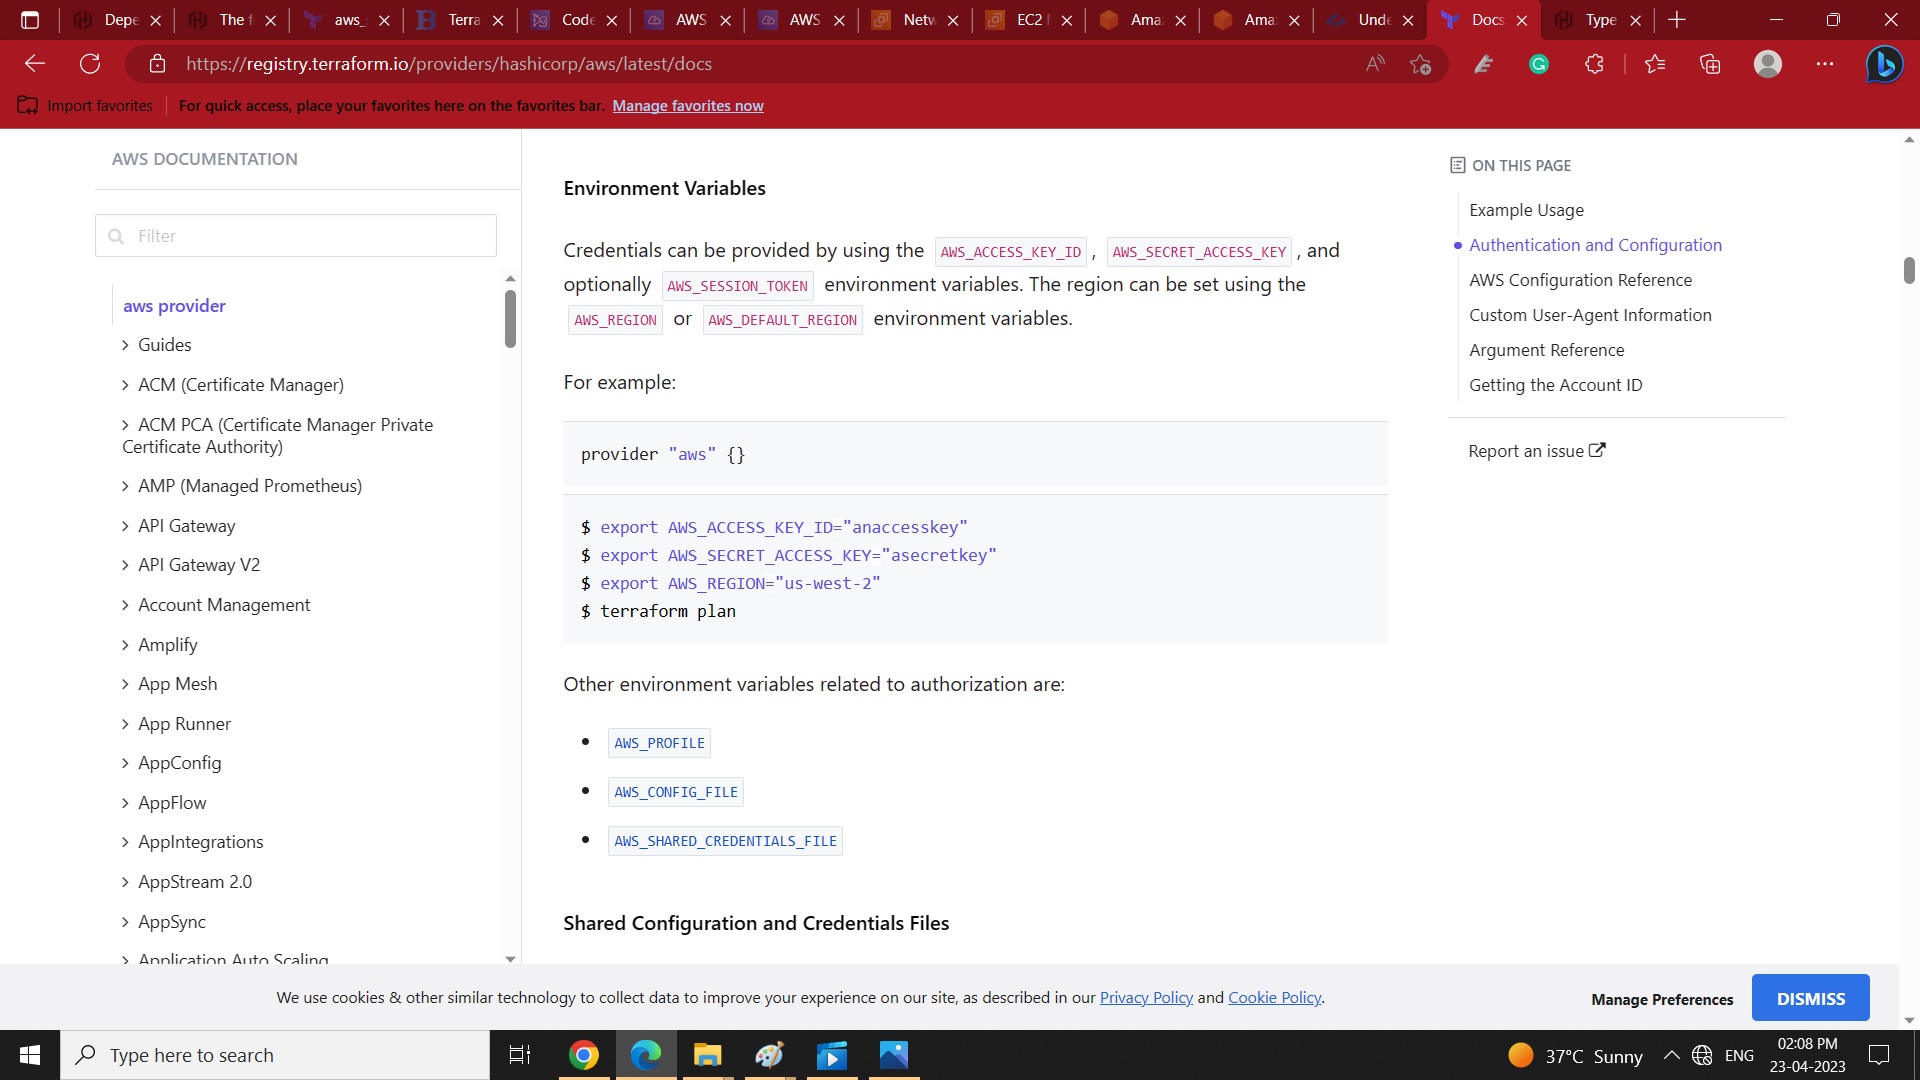 Depe
The f
aws_
Terra
Code
AWS
AWS
Netw
EC2
Ama
Ama
Unde
Docs
Type
https://registry.terraform.io/providers/hashicorp/aws/latest/docs
Import favorites
For quick access, place your favorites here on the favorites bar. Manage favorites now
AWS DOCUMENTATION
Filter
aws provider
Guides
ACM (Certificate Manager)
ACM PCA (Certificate Manager Private
Certificate Authority)
AMP (Managed Prometheus)
API Gateway
API Gateway V2
Account Management
Amplify
App Mesh
App Runner
AppConfig
AppFlow
AppIntegrations
AppStream 2.0
AppSync
Application Auto Scaling
Environment Variables
Credentials can be provided by using the AWS_ACCESS_KEY_ID , AWS_SECRET_ACCESS_KEY , and
optionally AWS_SESSION_TOKEN environment variables. The region can be set using the
AWS_REGION or AWS_DEFAULT_REGION environment variables.
For example:
provider "aws" {}
$ export AWS_ACCESS_KEY_ID="anaccesskey"
$ export AWS_SECRET_ACCESS_KEY="asecretkey"
$ export AWS_REGION="us-west-2"
$ terraform plan
Other environment variables related to authorization are:
• AWS_PROFILE
• AWS_CONFIG_FILE
• AWS_SHARED_CREDENTIALS_FILE
Shared Configuration and Credentials Files
ON THIS PAGE
Example Usage
Authentication and Configuration
AWS Configuration Reference
Custom User-Agent Information
Argument Reference
Getting the Account ID
Report an issue
We use cookies & other similar technology to collect data to improve your experience on our site, as described in our Privacy Policy and Cookie Policy.
Manage Preferences
DISMISS
Type here to search
37°C Sunny
ENG
02:08 PM
23-04-2023